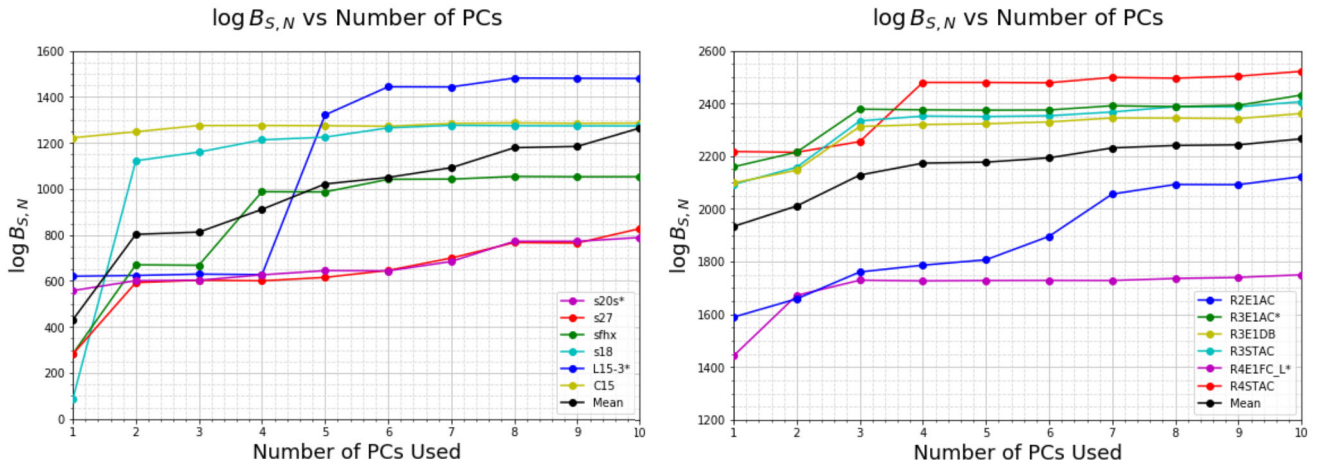 log B_{S,N} vs Number of PCs
log B_{S,N}
1600
1400
1200
1000
800
600
400
200
0
1 2 3 4 5 6 7 8 9 10
Number of PCs Used
s20s*
s27
sfhx
s18
L15-3*
C15
Mean
log B_{S,N} vs Number of PCs
log B_{S,N}
2600
2400
2200
2000
1800
1600
1400
1200
1 2 3 4 5 6 7 8 9 10
Number of PCs Used
R2E1AC
R3E1AC*
R3E1DB
R3STAC
R4E1FC_L*
R4STAC
Mean